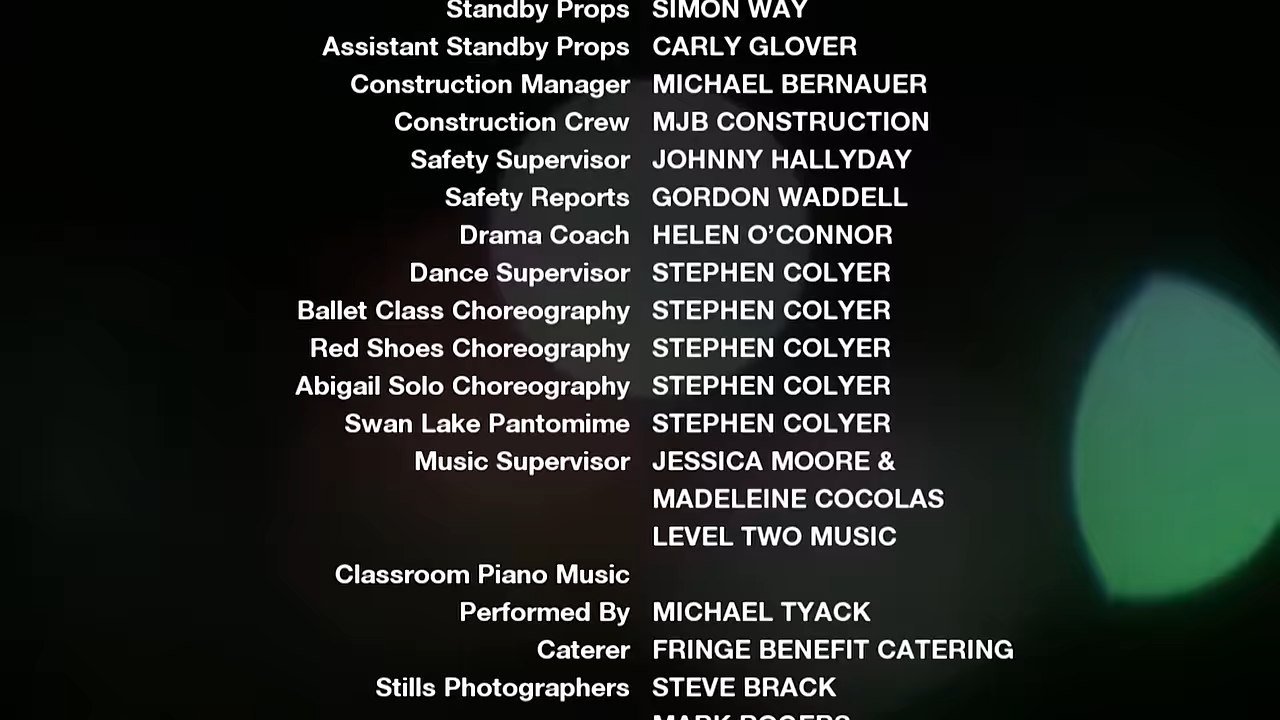 Standby Props SIMON WAY
Assistant Standby Props CARLY GLOVER
Construction Manager MICHAEL BERNAUER
Construction Crew MJB CONSTRUCTION
Safety Supervisor JOHNNY HALLYDAY
Safety Reports GORDON WADDELL
Drama Coach HELEN O’CONNOR
Dance Supervisor STEPHEN COLYER
Ballet Class Choreography STEPHEN COLYER
Red Shoes Choreography STEPHEN COLYER
Abigail Solo Choreography STEPHEN COLYER
Swan Lake Pantomime STEPHEN COLYER
Music Supervisor JESSICA MOORE &
MADELEINE COCOLAS
LEVEL TWO MUSIC
Classroom Piano Music
Performed By MICHAEL TYACK
Caterer FRINGE BENEFIT CATERING
Stills Photographers STEVE BRACK
MARK ROGERS